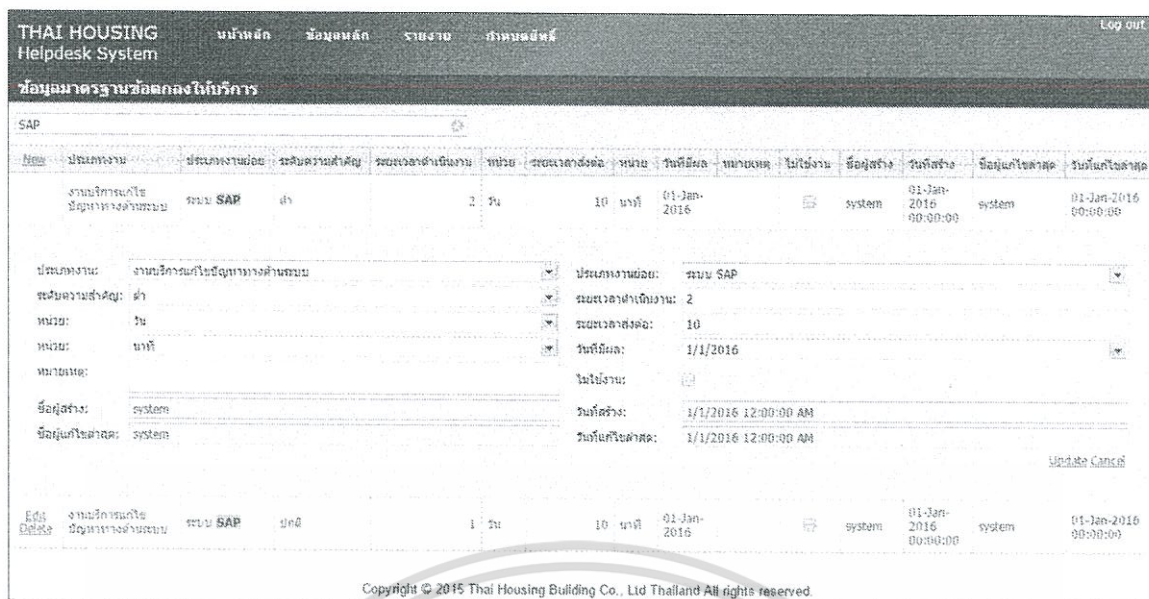 THAI HOUSING
Helpdesk System
หน้าหลัก ข้อมูลหลัก รายงาน กำหนดสิทธิ์
Log out
ข้อมูลมาตรฐานข้อตกลงให้บริการ
SAP
New ประเภทงาน ประเภทงานย่อย ระดับความสำคัญ ระยะเวลาดำเนินงาน หน่วย ระยะเวลาส่งต่อ หน่วย วันที่มีผล หมายเหตุ ไม่ใช้งาน ชื่อผู้สร้าง วันที่สร้าง ชื่อผู้แก้ไขล่าสุด วันที่แก้ไขล่าสุด
งานบริการแก้ไขปัญหาทางด้านระบบ ระบบ SAP ต่ำ 2 วัน 10 นาที 01-Jan-2016 system 01-Jan-2016 00:00:00 system 01-Jan-2016 00:00:00
ประเภทงาน: งานบริการแก้ไขปัญหาทางด้านระบบ ประเภทงานย่อย: ระบบ SAP
ระดับความสำคัญ: ต่ำ ระยะเวลาดำเนินงาน: 2
หน่วย: วัน ระยะเวลาส่งต่อ: 10
หน่วย: นาที วันที่มีผล: 1/1/2016
หมายเหตุ: ไม่ใช้งาน:
ชื่อผู้สร้าง: system วันที่สร้าง: 1/1/2016 12:00:00 AM
ชื่อผู้แก้ไขล่าสุด: system วันที่แก้ไขล่าสุด: 1/1/2016 12:00:00 AM
Update Cancel
Edit Delete งานบริการแก้ไขปัญหาทางด้านระบบ ระบบ SAP ปกติ 1 วัน 10 นาที 01-Jan-2016 system 01-Jan-2016 00:00:00 system 01-Jan-2016 00:00:00
Copyright © 2015 Thai Housing Building Co., Ltd Thailand All rights reserved.